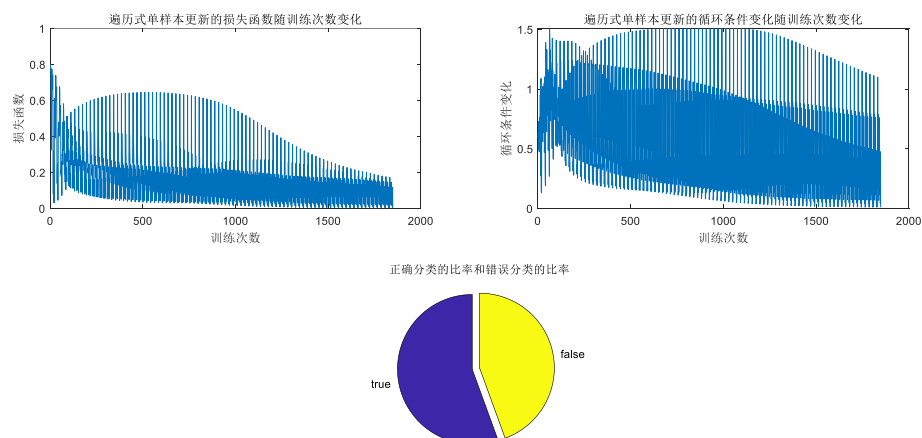 遍历式单样本更新的损失函数随训练次数变化
1
0.8
0.6
0.4
0.2
0
损失函数
0 500 1000 1500 2000
训练次数
遍历式单样本更新的循环条件变化随训练次数变化
1.5
1
0.5
0
循环条件变化
0 500 1000 1500 2000
训练次数
正确分类的比率和错误分类的比率
false
true